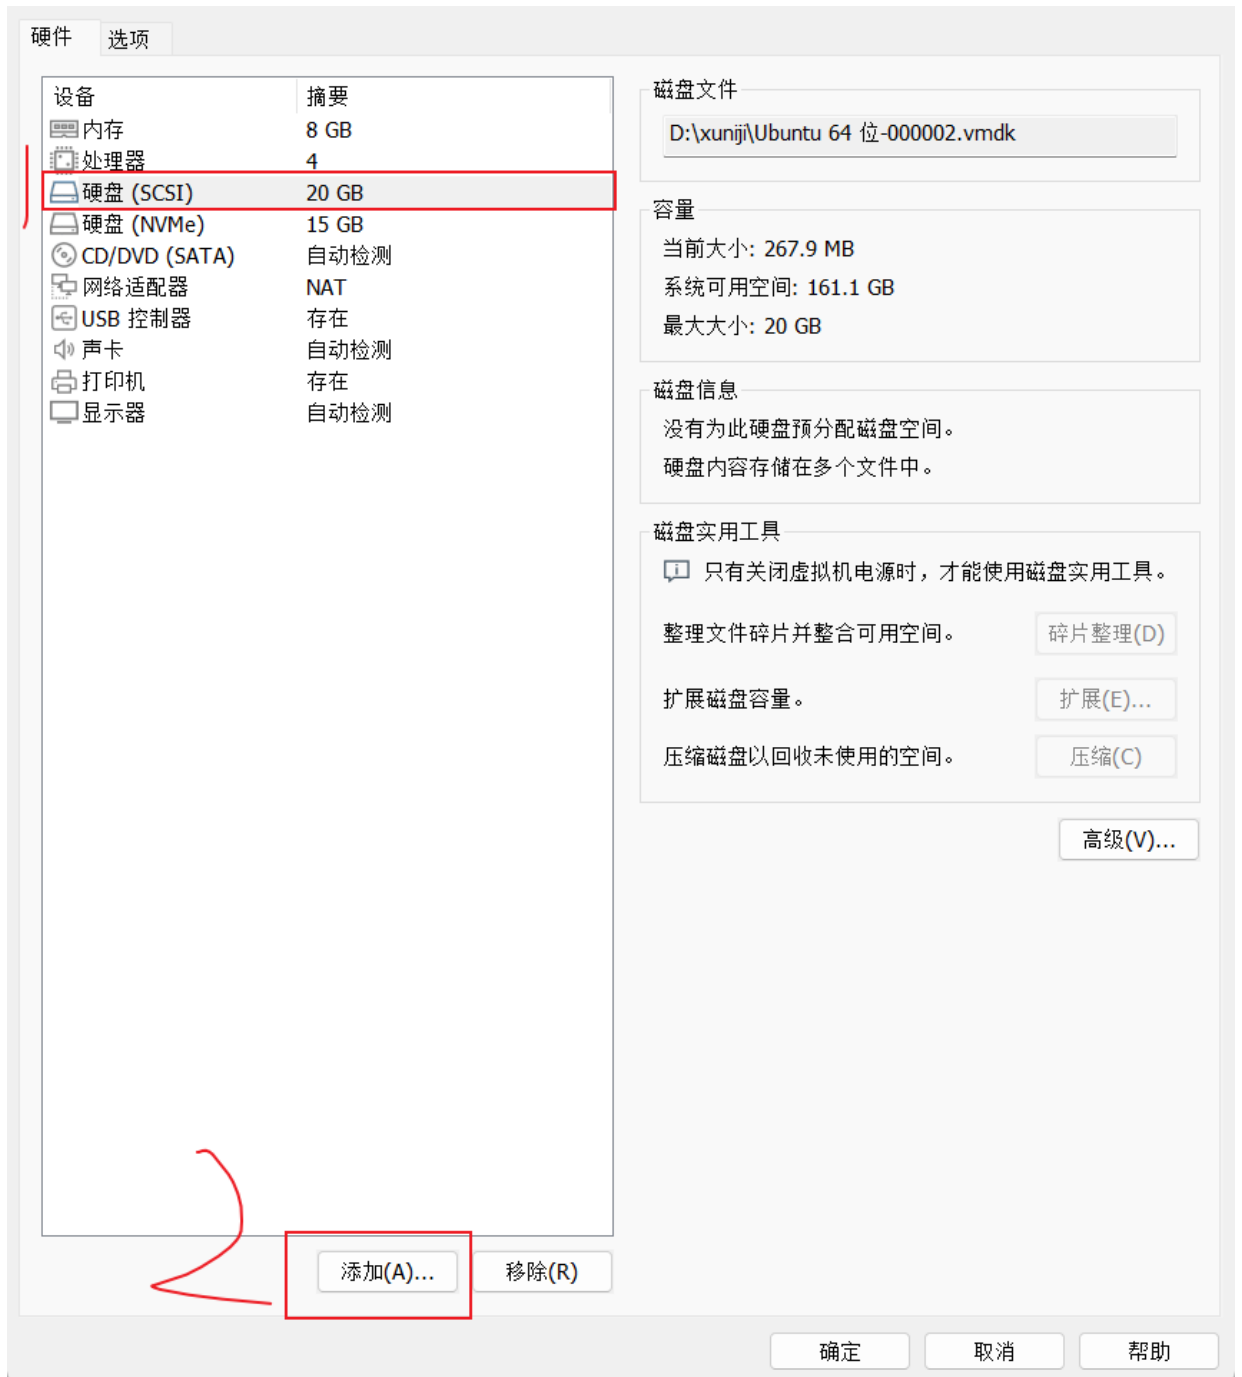 硬件 选项
设备 摘要
内存 8 GB
处理器 4
硬盘 (SCSI) 20 GB
硬盘 (NVMe) 15 GB
CD/DVD (SATA) 自动检测
网络适配器 NAT
USB 控制器 存在
声卡 自动检测
打印机 存在
显示器 自动检测
添加(A)... 移除(R)
磁盘文件
D:\xuniji\Ubuntu 64 位-000002.vmdk
容量
当前大小: 267.9 MB
系统可用空间: 161.1 GB
最大大小: 20 GB
磁盘信息
没有为此硬盘预分配磁盘空间。
硬盘内容存储在多个文件中。
磁盘实用工具
只有关闭虚拟机电源时，才能使用磁盘实用工具。
整理文件碎片并整合可用空间。 碎片整理(D)
扩展磁盘容量。 扩展(E)...
压缩磁盘以回收未使用的空间。 压缩(C)
高级(V)...
确定 取消 帮助
1
2